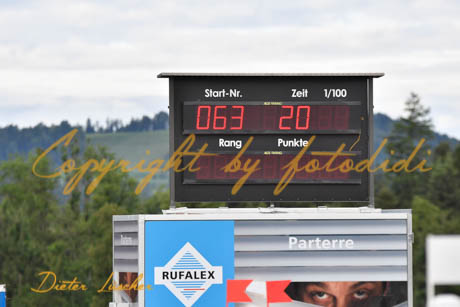 Start-Nr. Zeit 1/100
063 20
Rang Punkte
Copyright by fotodidi
Parterre
RUFALEX
Dieter Lüscher